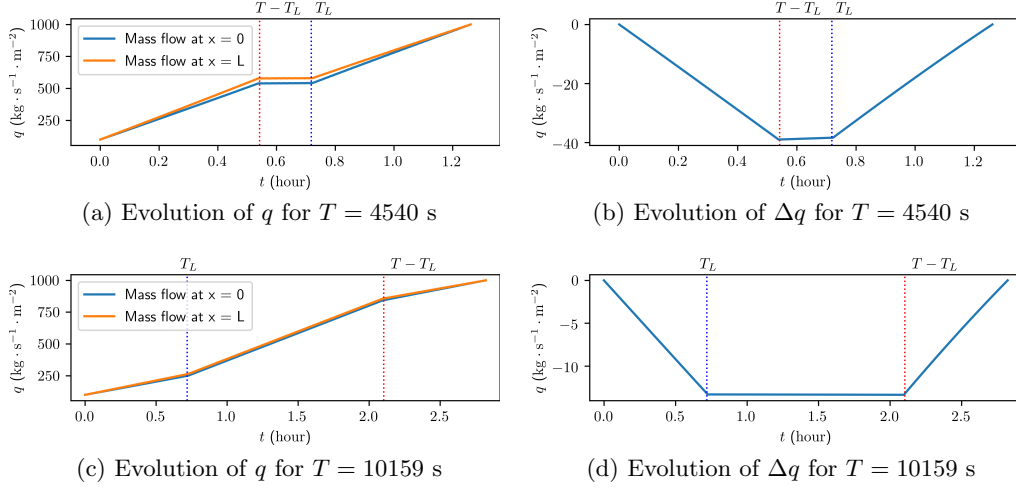 T − T_L T_L
1000
750
500
250
q (kg · s⁻¹ · m⁻²)
Mass flow at x = 0
Mass flow at x = L
0.0 0.2 0.4 0.6 0.8 1.0 1.2
t (hour)
(a) Evolution of q for T = 4540 s
T − T_L T_L
0
−20
−40
q (kg · s⁻¹ · m⁻²)
0.0 0.2 0.4 0.6 0.8 1.0 1.2
t (hour)
(b) Evolution of Δq for T = 4540 s
T_L T − T_L
1000
750
500
250
q (kg · s⁻¹ · m⁻²)
Mass flow at x = 0
Mass flow at x = L
0.0 0.5 1.0 1.5 2.0 2.5
t (hour)
(c) Evolution of q for T = 10159 s
T_L T − T_L
0
−5
−10
q (kg · s⁻¹ · m⁻²)
0.0 0.5 1.0 1.5 2.0 2.5
t (hour)
(d) Evolution of Δq for T = 10159 s